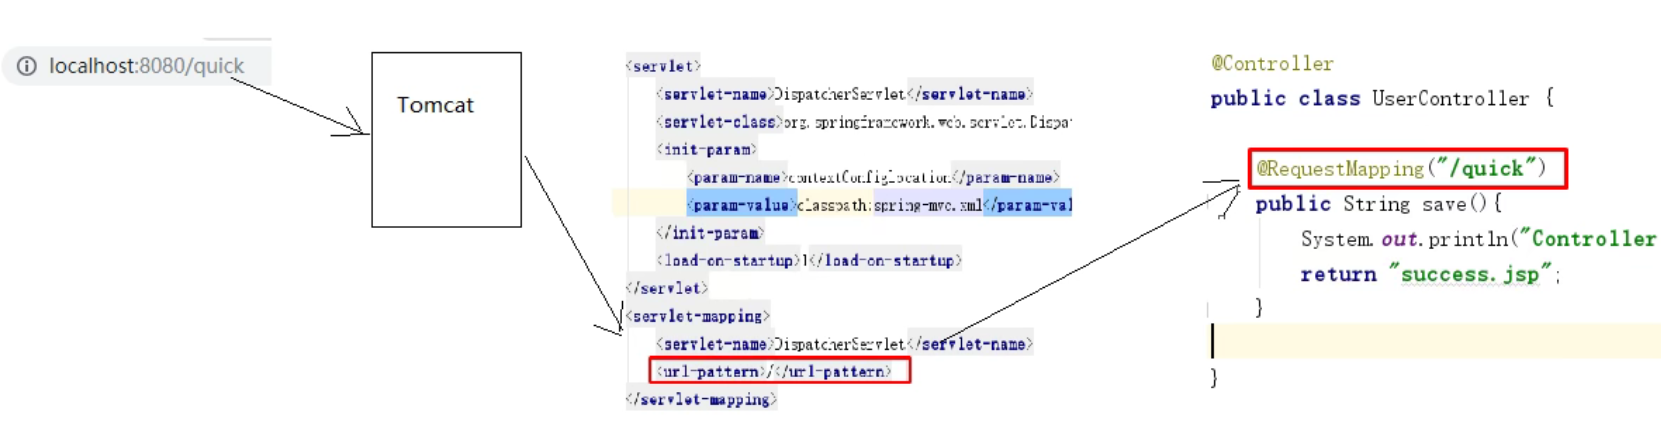 localhost:8080/quick
Tomcat
<servlet>
<servlet-name>DispatcherServlet</servlet-name>
<servlet-class>org.springframework.web.servlet.Dispa
<init-param>
<param-name>contextConfigLocation</param-name>
<param-value>classpath:spring-mvc.xml</param-val
</init-param>
<load-on-startup>1</load-on-startup>
</servlet>
<servlet-mapping>
<servlet-name>DispatcherServlet</servlet-name>
<url-pattern>/</url-pattern>
</servlet-mapping>
@Controller
public class UserController {
@RequestMapping("/quick")
public String save(){
System.out.println("Controller
return "success.jsp";
}
}